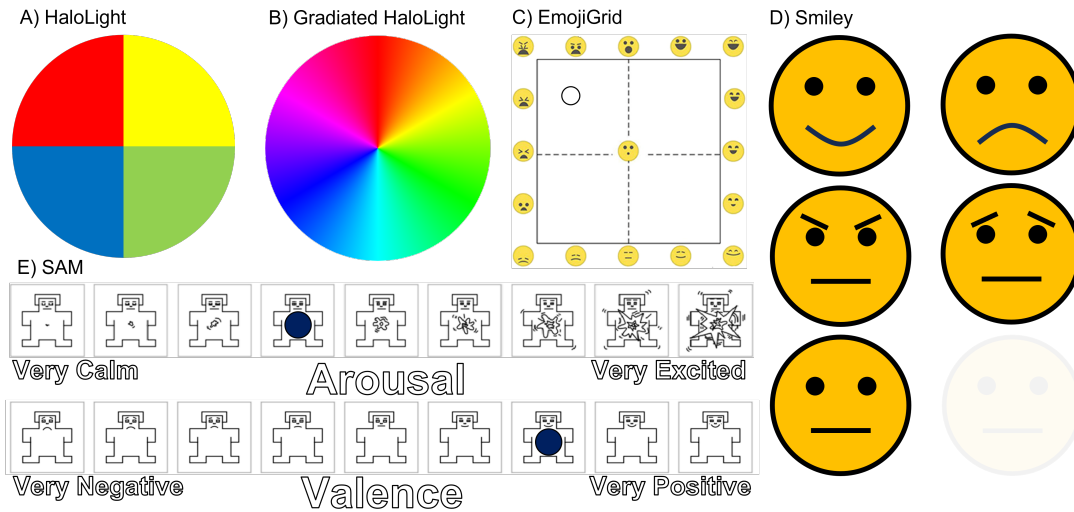 A) HaloLight
B) Gradiated HaloLight
C) EmojiGrid
D) Smiley
E) SAM
Very Calm
Arousal
Very Excited
Very Negative
Valence
Very Positive